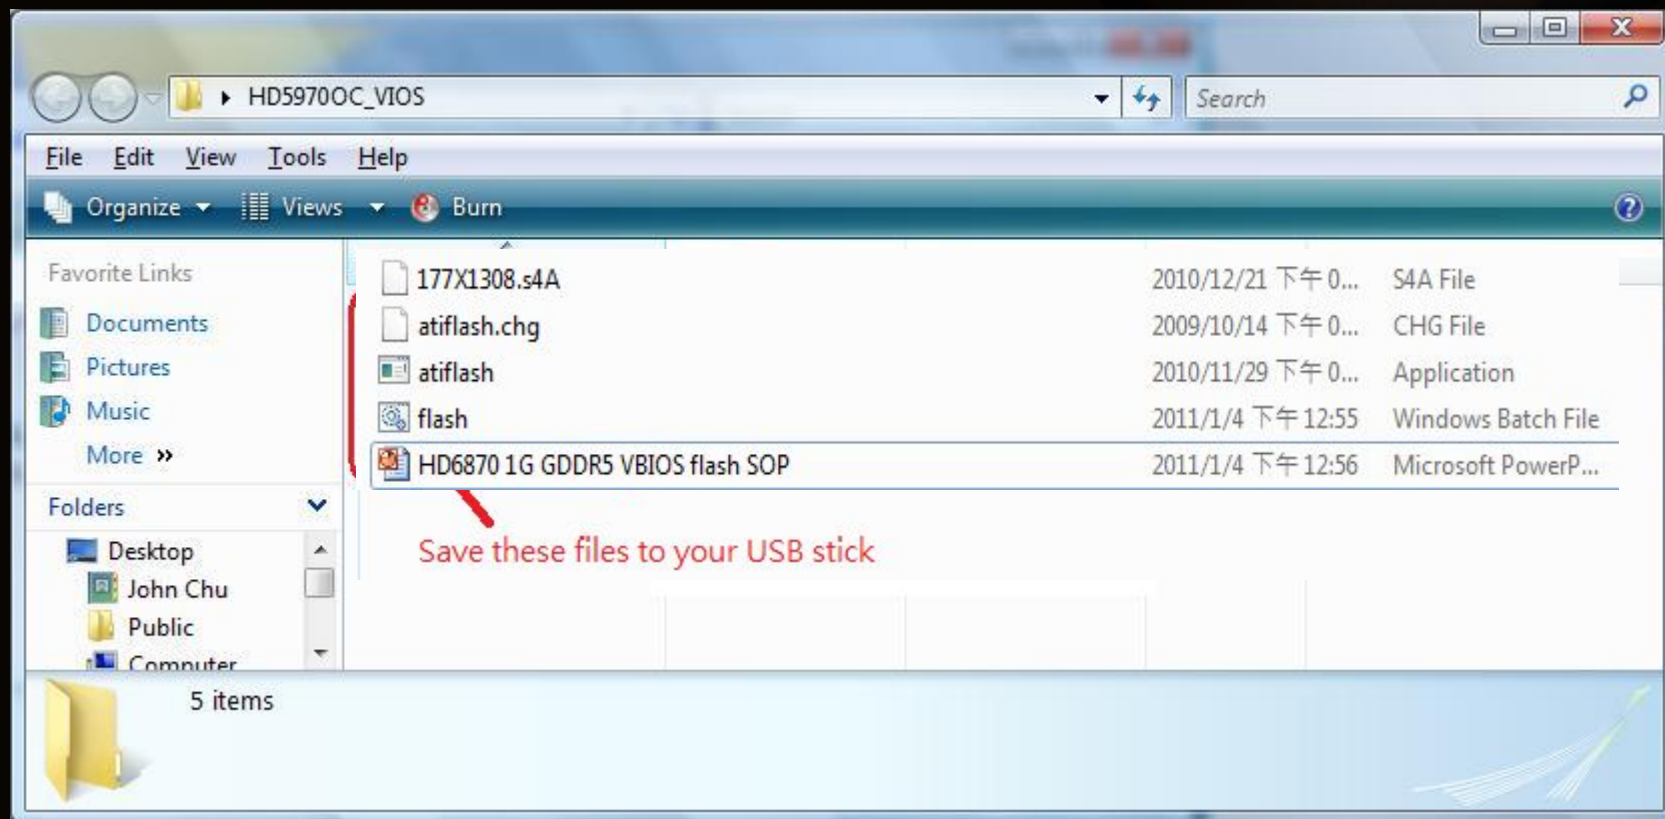 HD5970OC_VIOS
Search
File Edit View Tools Help
Organize Views Burn
Favorite Links
Documents
Pictures
Music
More »
Folders
Desktop
John Chu
Public
Computer
177X1308.s4A 2010/12/21 下午 0... S4A File
atiflash.chg 2009/10/14 下午 0... CHG File
atiflash 2010/11/29 下午 0... Application
flash 2011/1/4 下午 12:55 Windows Batch File
HD6870 1G GDDR5 VBIOS flash SOP 2011/1/4 下午 12:56 Microsoft PowerP...
Save these files to your USB stick
5 items